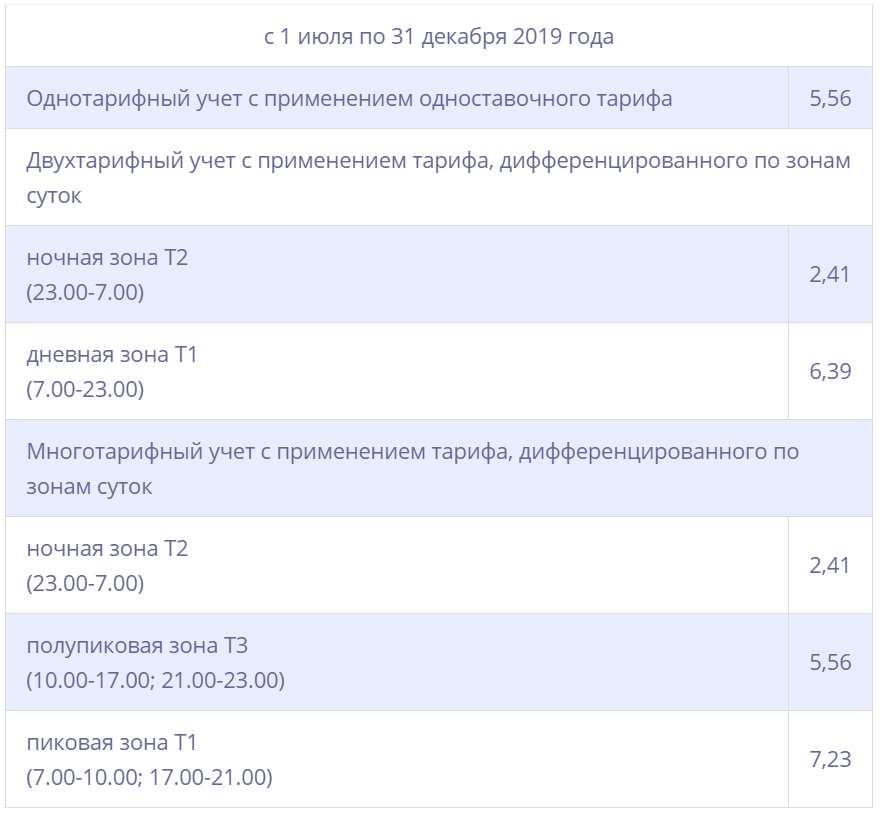 с 1 июля по 31 декабря 2019 года
Однотарифный учет с применением одноставочного тарифа 5,56
Двухтарифный учет с применением тарифа, дифференцированного по зонам
суток
ночная зона Т2
(23.00-7.00)
2,41
дневная зона Т1
(7.00-23.00)
6,39
Многотарифный учет с применением тарифа, дифференцированного по
зонам суток
ночная зона Т2
(23.00-7.00)
2,41
полупиковая зона Т3
(10.00-17.00; 21.00-23.00)
5,56
пиковая зона Т1
(7.00-10.00; 17.00-21.00)
7,23